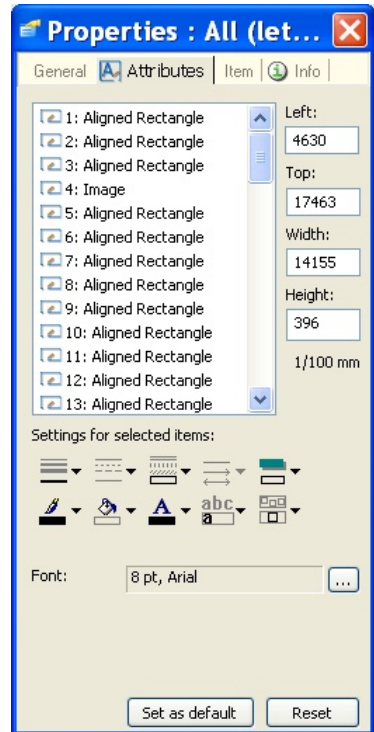 Properties : All (let...
General Attributes Item Info
1: Aligned Rectangle
2: Aligned Rectangle
3: Aligned Rectangle
4: Image
5: Aligned Rectangle
6: Aligned Rectangle
7: Aligned Rectangle
8: Aligned Rectangle
9: Aligned Rectangle
10: Aligned Rectangle
11: Aligned Rectangle
12: Aligned Rectangle
13: Aligned Rectangle
Left:
4630
Top:
17463
Width:
14155
Height:
396
1/100 mm
Settings for selected items:
A
abc
a
Font: 8 pt, Arial ...
Set as default Reset